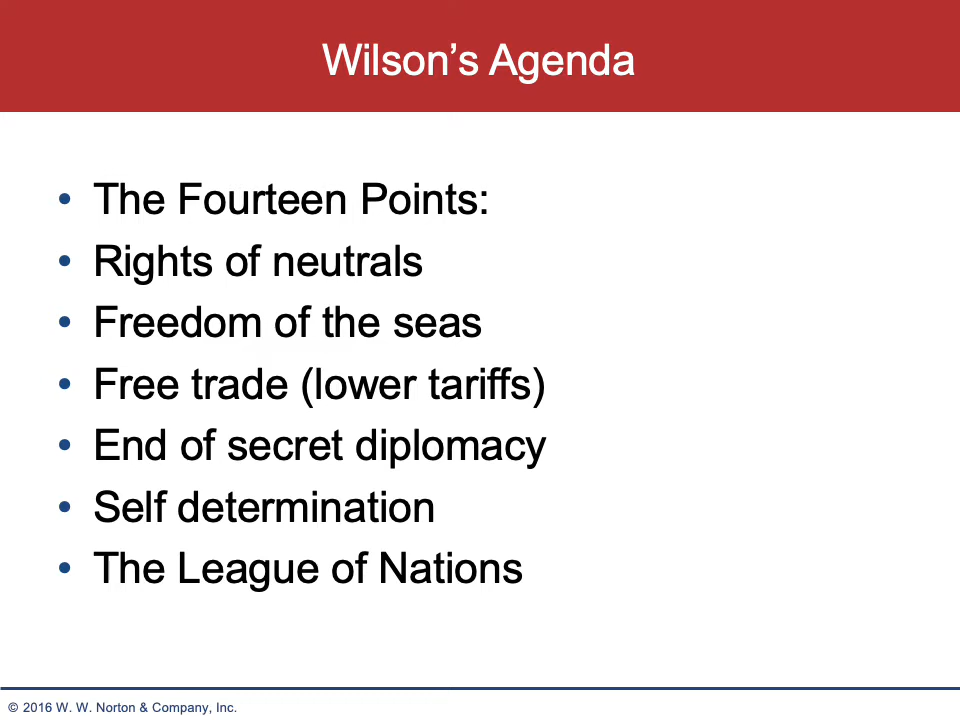 Wilson’s Agenda
• The Fourteen Points:
• Rights of neutrals
• Freedom of the seas
• Free trade (lower tariffs)
• End of secret diplomacy
• Self determination
• The League of Nations
© 2016 W. W. Norton & Company, Inc.